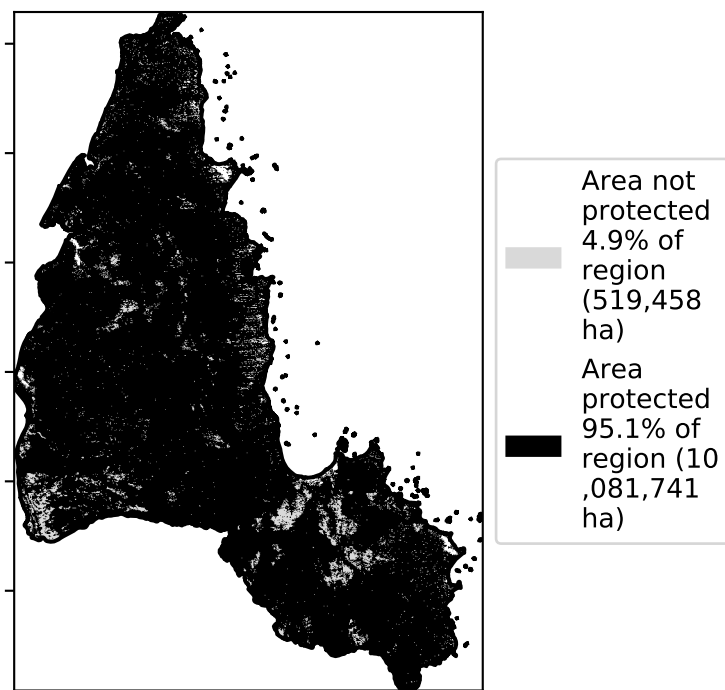 Area not
protected
4.9% of
region
(519,458
ha)
Area
protected
95.1% of
region (10
,081,741
ha)